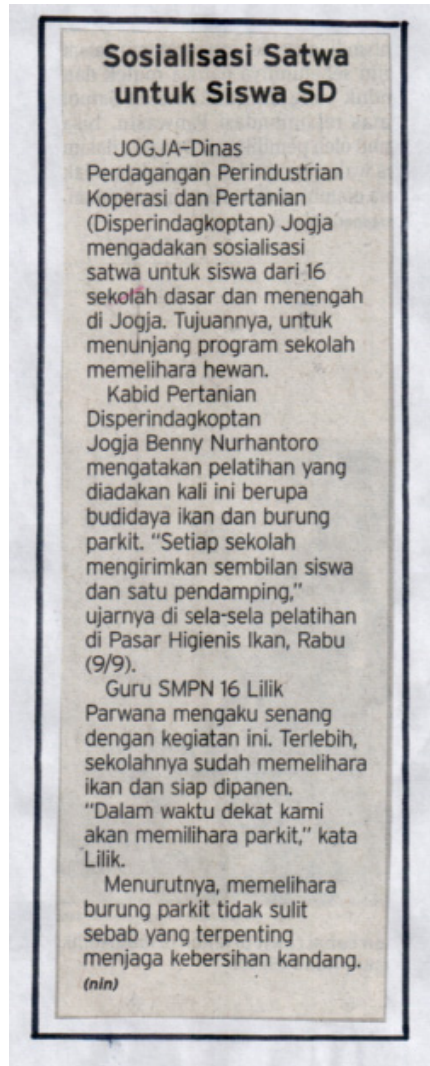 Sosialisasi Satwa
untuk Siswa SD
JOGJA–Dinas
Perdagangan Perindustrian
Koperasi dan Pertanian
(Disperindagkoptan) Jogja
mengadakan sosialisasi
satwa untuk siswa dari 16
sekolah dasar dan menengah
di Jogja. Tujuannya, untuk
menunjang program sekolah
memelihara hewan.
Kabid Pertanian
Disperindagkoptan
Jogja Benny Nurhantoro
mengatakan pelatihan yang
diadakan kali ini berupa
budidaya ikan dan burung
parkit. “Setiap sekolah
mengirimkan sembilan siswa
dan satu pendamping,”
ujarnya di sela-sela pelatihan
di Pasar Higienis Ikan, Rabu
(9/9).
Guru SMPN 16 Lilik
Parwana mengaku senang
dengan kegiatan ini. Terlebih,
sekolahnya sudah memelihara
ikan dan siap dipanen.
“Dalam waktu dekat kami
akan memilihara parkit,” kata
Lilik.
Menurutnya, memelihara
burung parkit tidak sulit
sebab yang terpenting
menjaga kebersihan kandang.
(nin)